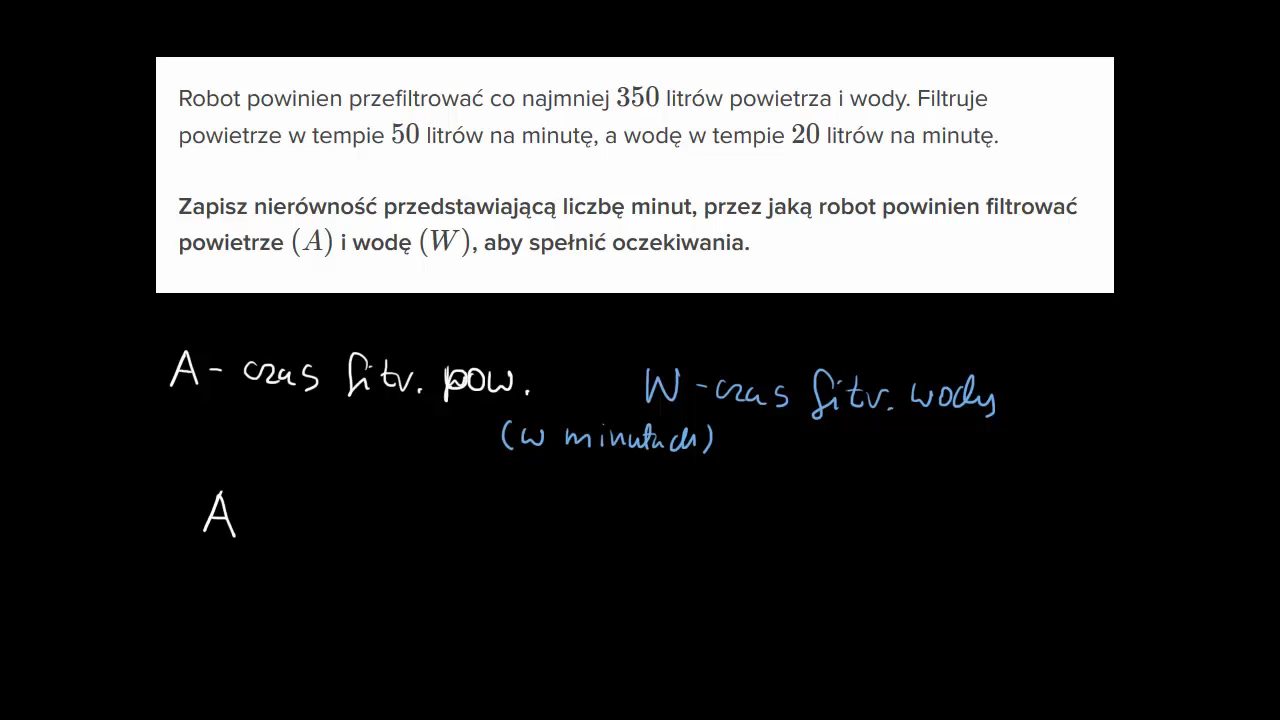 Robot powinien przefiltrować co najmniej 350 litrów powietrza i wody. Filtruje
powietrze w tempie 50 litrów na minutę, a wodę w tempie 20 litrów na minutę.
Zapisz nierówność przedstawiającą liczbę minut, przez jaką robot powinien filtrować
powietrze (A) i wodę (W), aby spełnić oczekiwania.
A - czas fitr. pow.
W - czas fitr. wody
(w minutach)
A